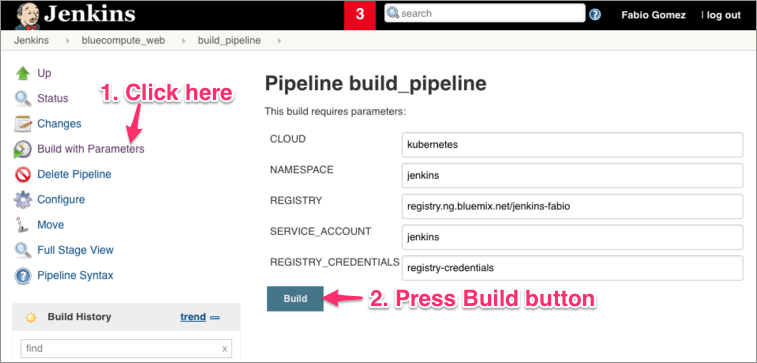 Jenkins
3
search
Fabio Gomez
| log out
Jenkins
bluecompute_web
build_pipeline
Up
Status
1. Click here
Changes
Build with Parameters
Delete Pipeline
Configure
Move
Full Stage View
Pipeline Syntax
Build History
trend
find
x
Pipeline build_pipeline
This build requires parameters:
CLOUD
kubernetes
NAMESPACE
jenkins
REGISTRY
registry.ng.bluemix.net/jenkins-fabio
SERVICE_ACCOUNT
jenkins
REGISTRY_CREDENTIALS
registry-credentials
Build
2. Press Build button